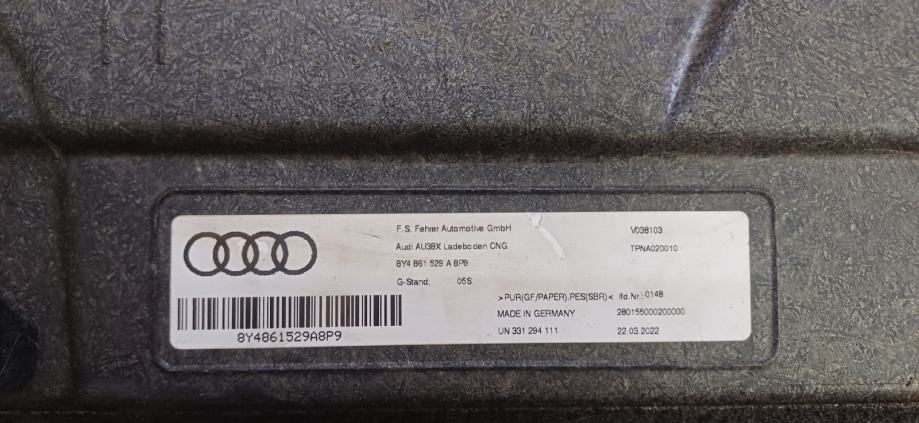 F.S. Fehrer Automotive GmbH
V038103
Audi AU38X Ladeboden CNG
TPNA020010
8Y4 861 529 A 8P9
G-Stand: 05S
>PUR(GF/PAPER),PES(SBR)< lfd.Nr.:0148
MADE IN GERMANY
280155000200000
8Y4861529A8P9
UN 331 294 111
22.03.2022